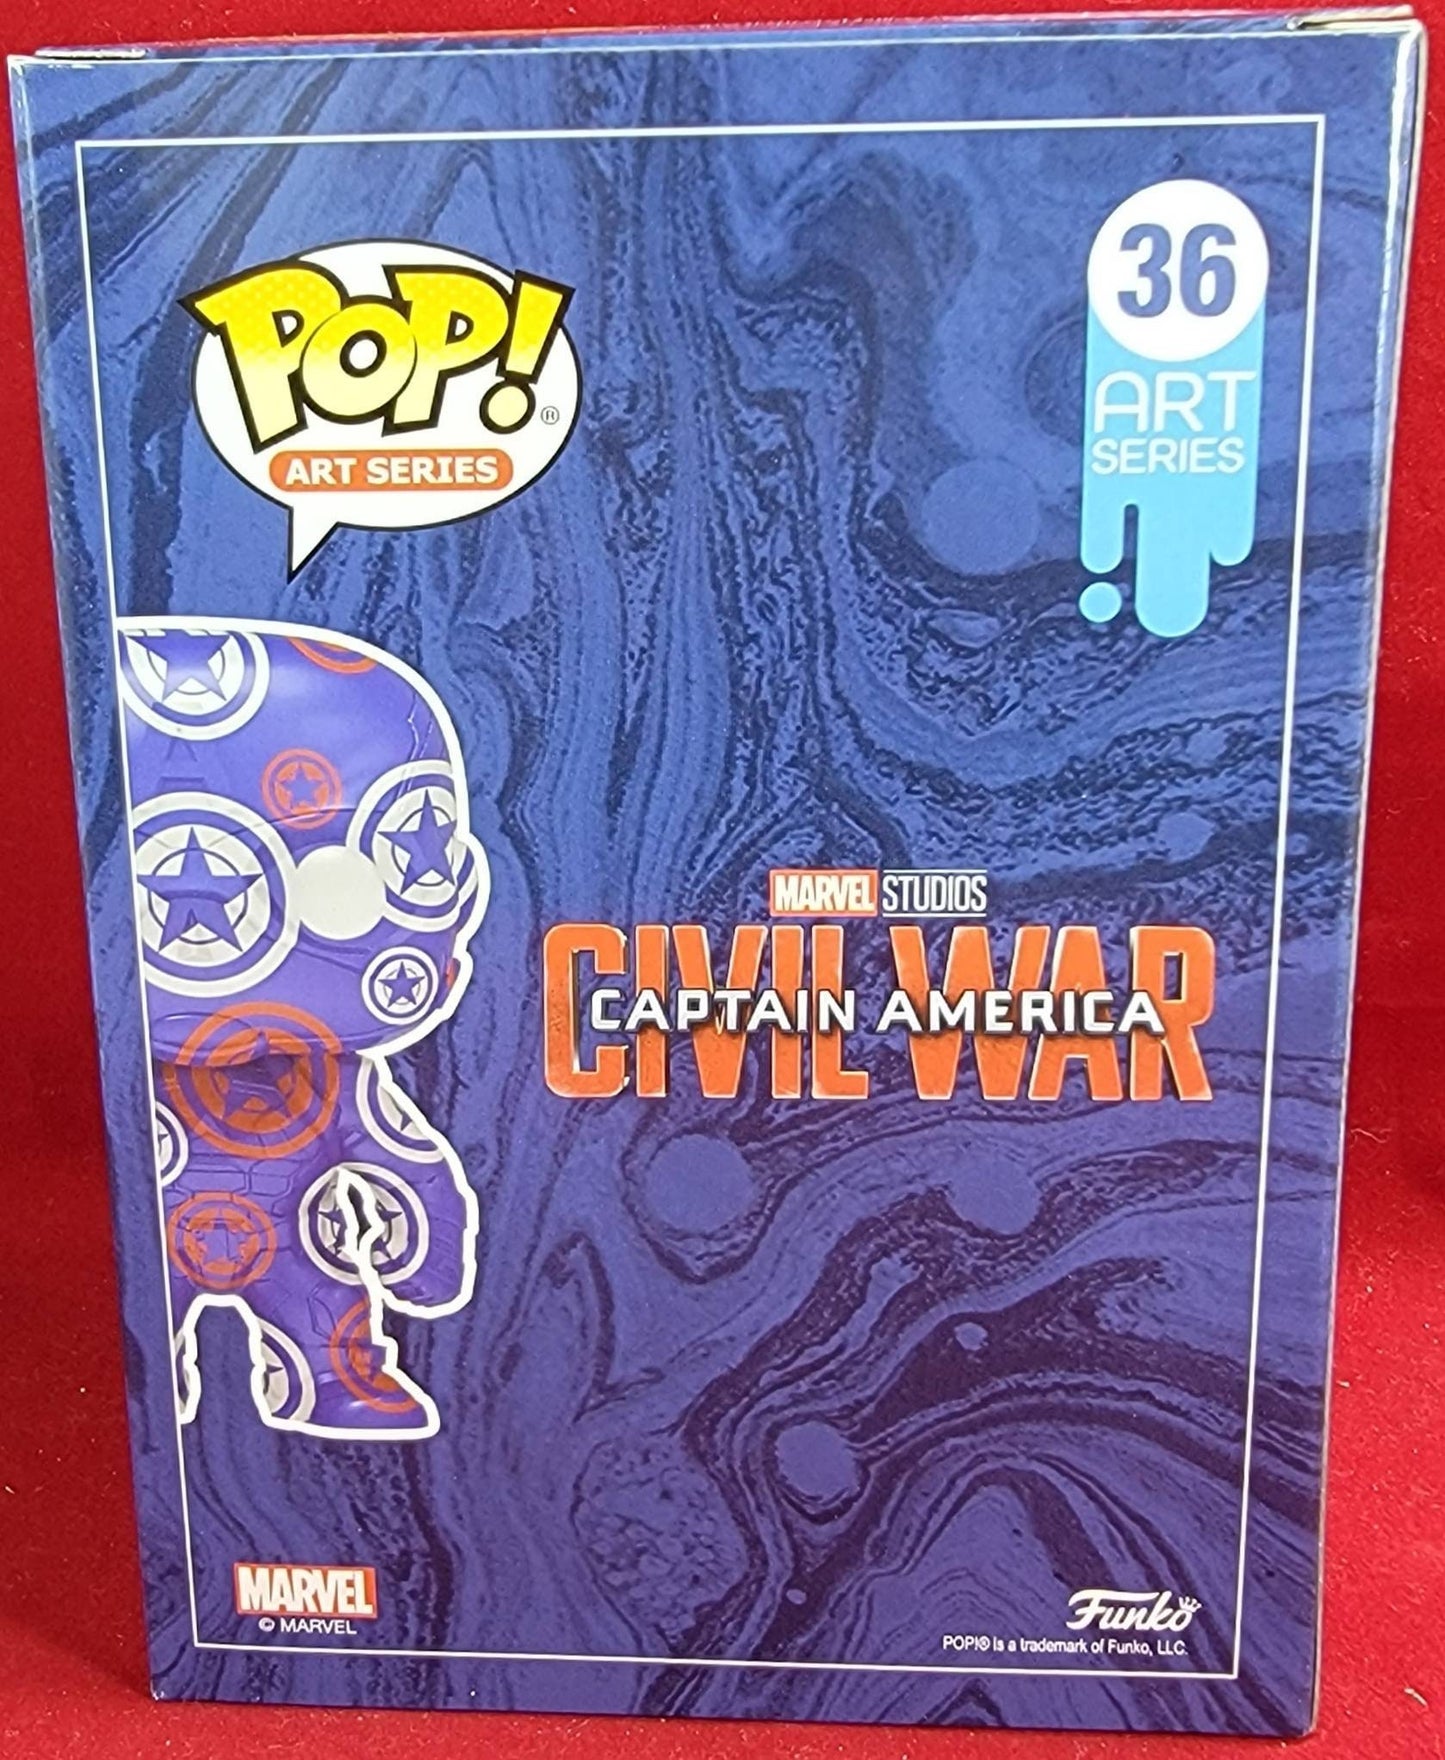 POP!®
ART SERIES
36
ART
SERIES
MARVEL STUDIOS
CIVIL WAR
CAPTAIN AMERICA
MARVEL
© MARVEL
Funko
POP!® is a trademark of Funko, LLC.